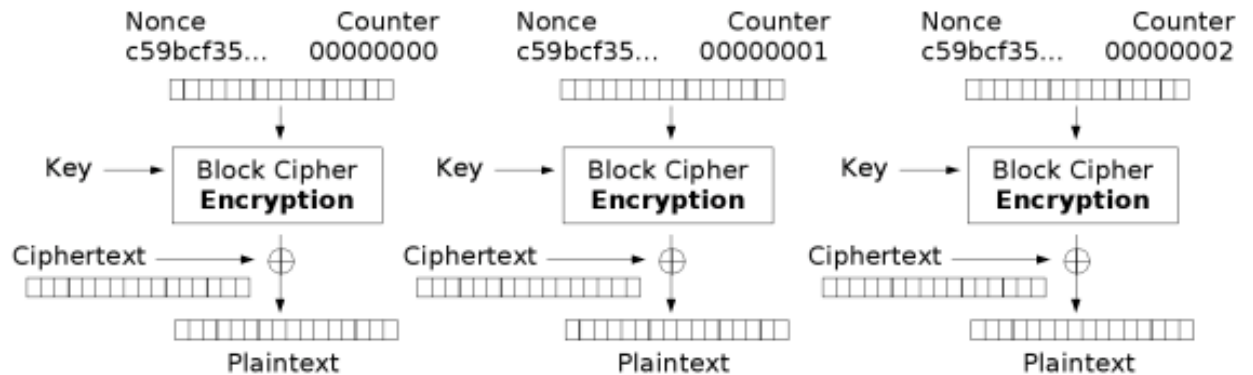 Nonce Counter
c59bcf35... 00000000
Key
Block Cipher
Encryption
Ciphertext
Plaintext
Nonce Counter
c59bcf35... 00000001
Key
Block Cipher
Encryption
Ciphertext
Plaintext
Nonce Counter
c59bcf35... 00000002
Key
Block Cipher
Encryption
Ciphertext
Plaintext